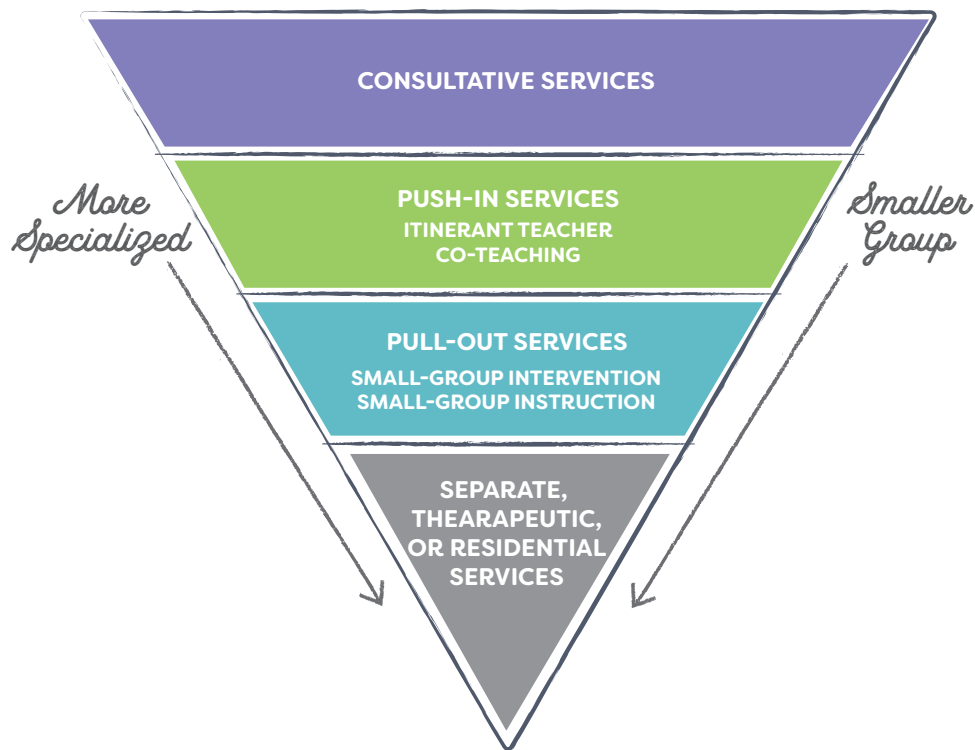 CONSULTATIVE SERVICES
PUSH-IN SERVICES
ITINERANT TEACHER
CO-TEACHING
More
Specialized
Smaller
Group
PULL-OUT SERVICES
SMALL-GROUP INTERVENTION
SMALL-GROUP INSTRUCTION
SEPARATE,
THEARAPEUTIC,
OR RESIDENTIAL
SERVICES